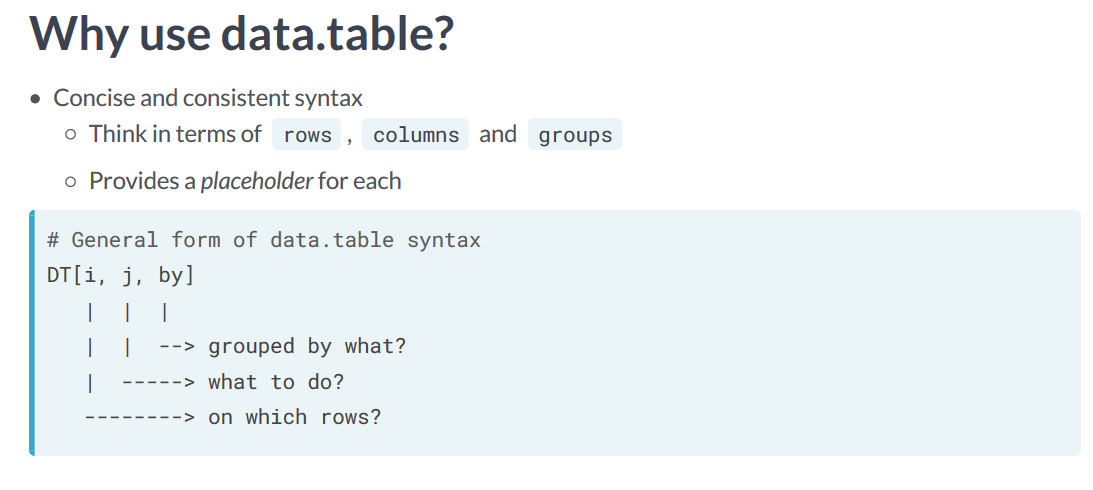 Why use data.table?
• Concise and consistent syntax
○ Think in terms of rows , columns and groups
○ Provides a placeholder for each
# General form of data.table syntax
DT[i, j, by]
   |  |  |
   |  |  --> grouped by what?
   |  -----> what to do?
   --------> on which rows?